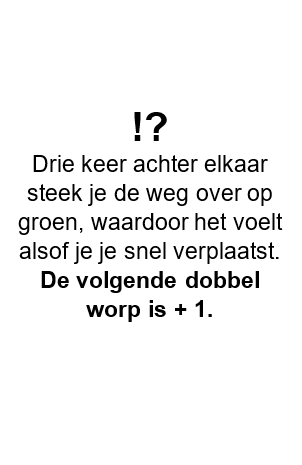 !?
Drie keer achter elkaar
steek je de weg over op
groen, waardoor het voelt
alsof je je snel verplaatst.
De volgende dobbel
worp is + 1.